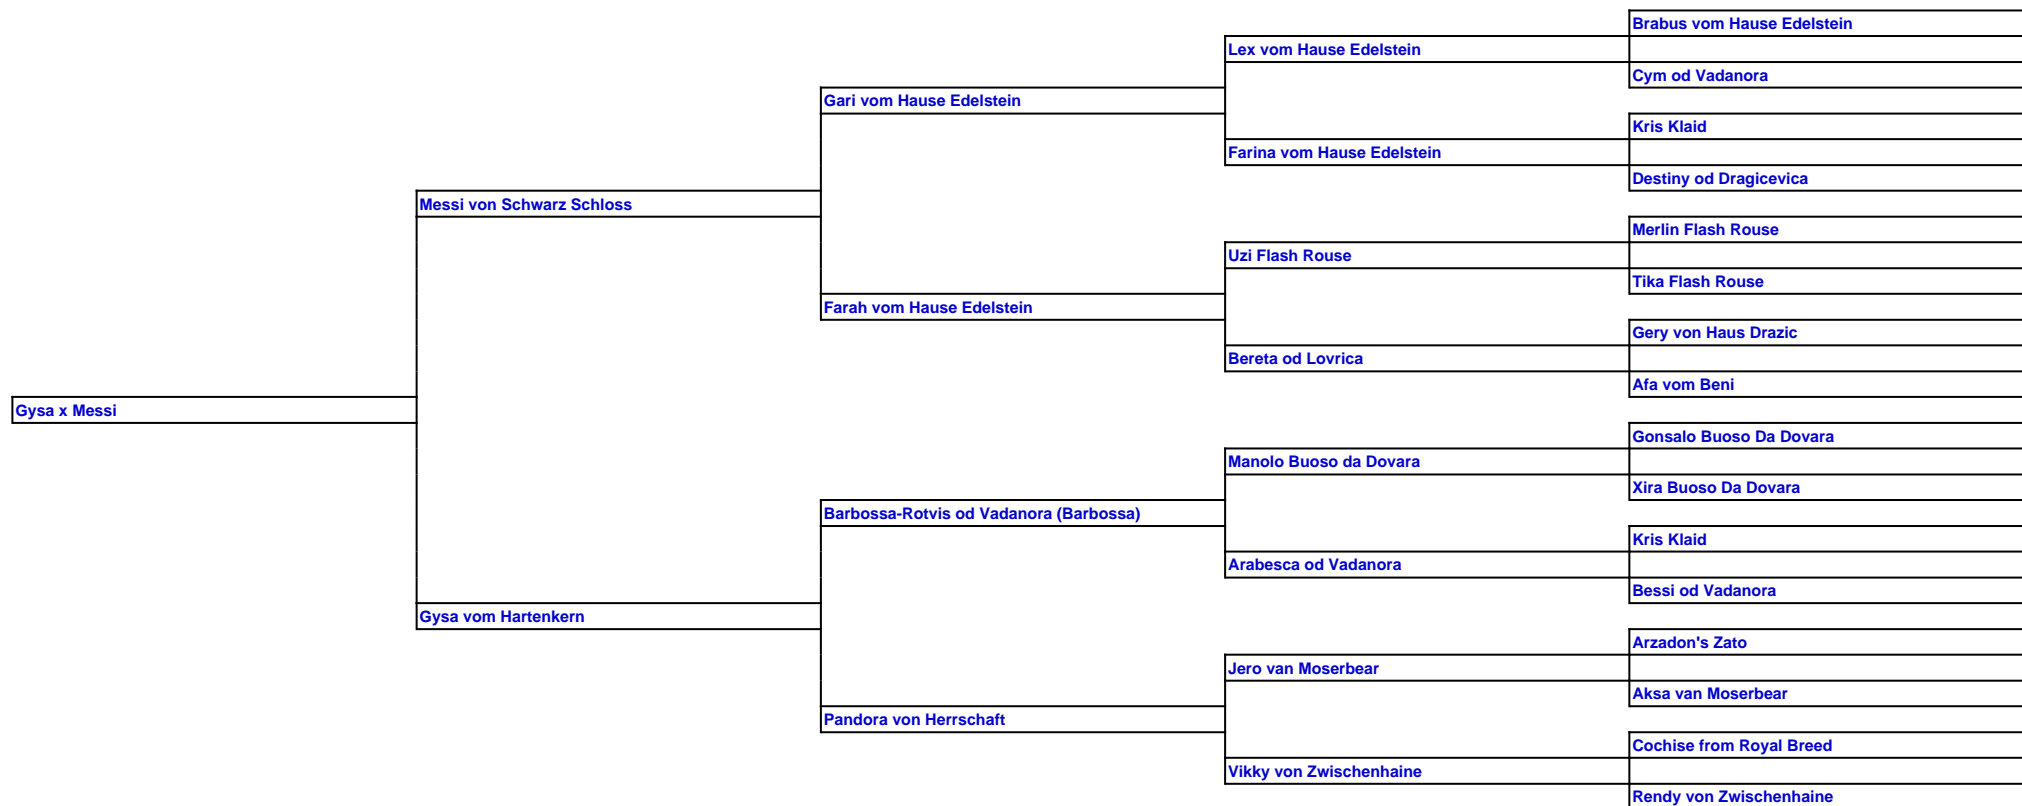 Brabus vom Hause Edelstein
Lex vom Hause Edelstein
Cym od Vadanora
Gari vom Hause Edelstein
Kris Klaid
Farina vom Hause Edelstein
Destiny od Dragicevica
Messi von Schwarz Schloss
Merlin Flash Rouse
Uzi Flash Rouse
Tika Flash Rouse
Farah vom Hause Edelstein
Gery von Haus Drazic
Bereta od Lovrica
Afa vom Beni
Gysa x Messi
Gonsalo Buoso Da Dovara
Manolo Buoso da Dovara
Xira Buoso Da Dovara
Barbossa-Rotvis od Vadanora (Barbossa)
Kris Klaid
Arabesca od Vadanora
Bessi od Vadanora
Gysa vom Hartenkern
Arzadon's Zato
Jero van Moserbear
Aksa van Moserbear
Pandora von Herrschaft
Cochise from Royal Breed
Vikky von Zwischenhaine
Rendy von Zwischenhaine